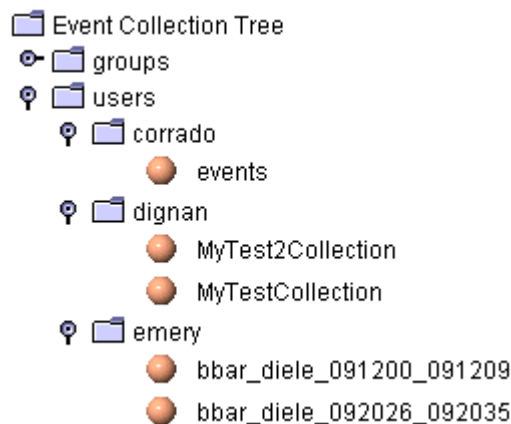 Event Collection Tree
groups
users
corrado
events
dignan
MyTest2Collection
MyTestCollection
emery
bbar_diele_091200_091209
bbar_diele_092026_092035